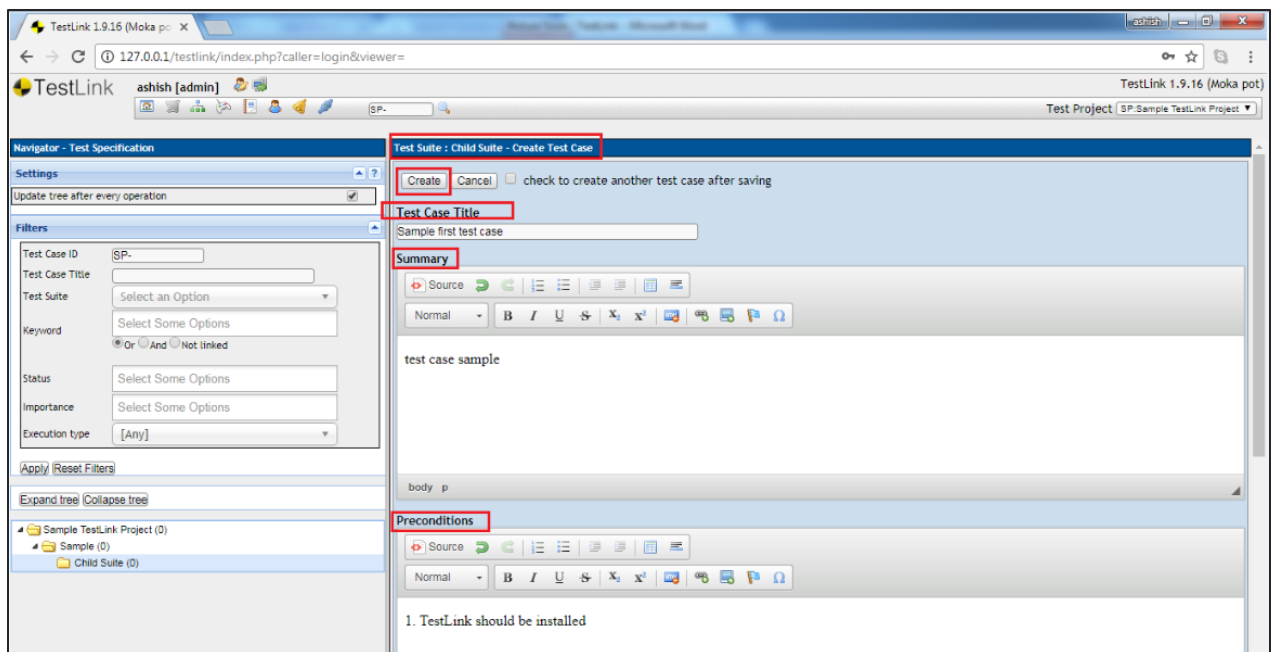 TestLink 1.9.16 (Moka po
ashish
127.0.0.1/testlink/index.php?caller=login&viewer=
TestLink
ashish [admin]
TestLink 1.9.16 (Moka pot)
SP-
Test Project
SP:Sample TestLink Project
Navigator - Test Specification
Settings
?
Update tree after every operation
Filters
Test Case ID
SP-
Test Case Title
Test Suite
Select an Option
Keyword
Select Some Options
Or And Not linked
Status
Select Some Options
Importance
Select Some Options
Execution type
[Any]
Apply Reset Filters
Expand tree Collapse tree
Sample TestLink Project (0)
Sample (0)
Child Suite (0)
Test Suite : Child Suite - Create Test Case
Create Cancel check to create another test case after saving
Test Case Title
Sample first test case
Summary
Source
Normal B I U S X₂ X² Ω
test case sample
body p
Preconditions
Source
Normal B I U S X₂ X² Ω
1. TestLink should be installed